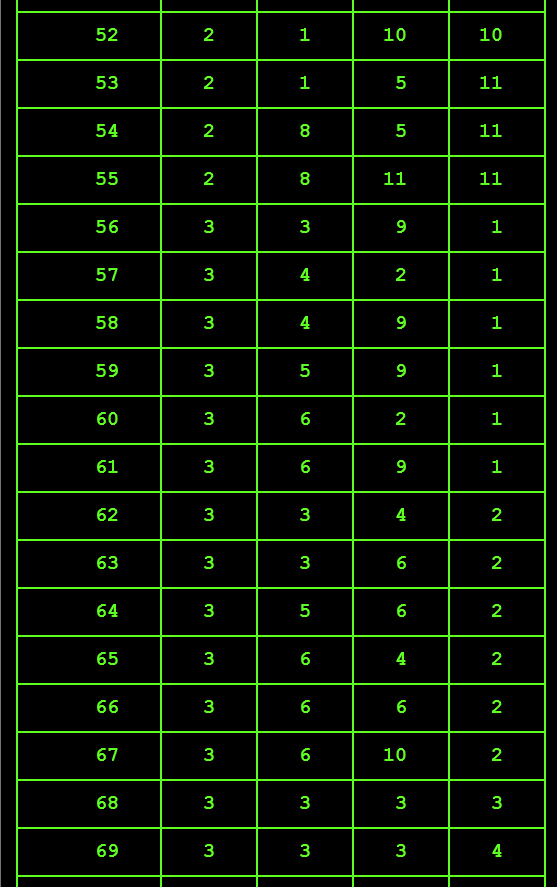 52 2 1 10 10
53 2 1 5 11
54 2 8 5 11
55 2 8 11 11
56 3 3 9 1
57 3 4 2 1
58 3 4 9 1
59 3 5 9 1
60 3 6 2 1
61 3 6 9 1
62 3 3 4 2
63 3 3 6 2
64 3 5 6 2
65 3 6 4 2
66 3 6 6 2
67 3 6 10 2
68 3 3 3 3
69 3 3 3 4